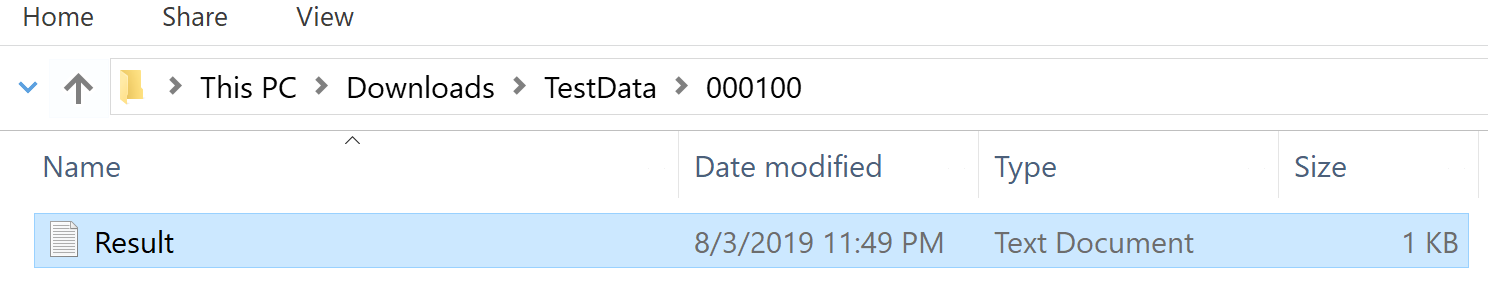 Home Share View
This PC Downloads TestData 000100
Name Date modified Type Size
Result 8/3/2019 11:49 PM Text Document 1 KB